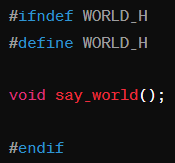 #ifndef WORLD_H
#define WORLD_H
void say_world();
#endif